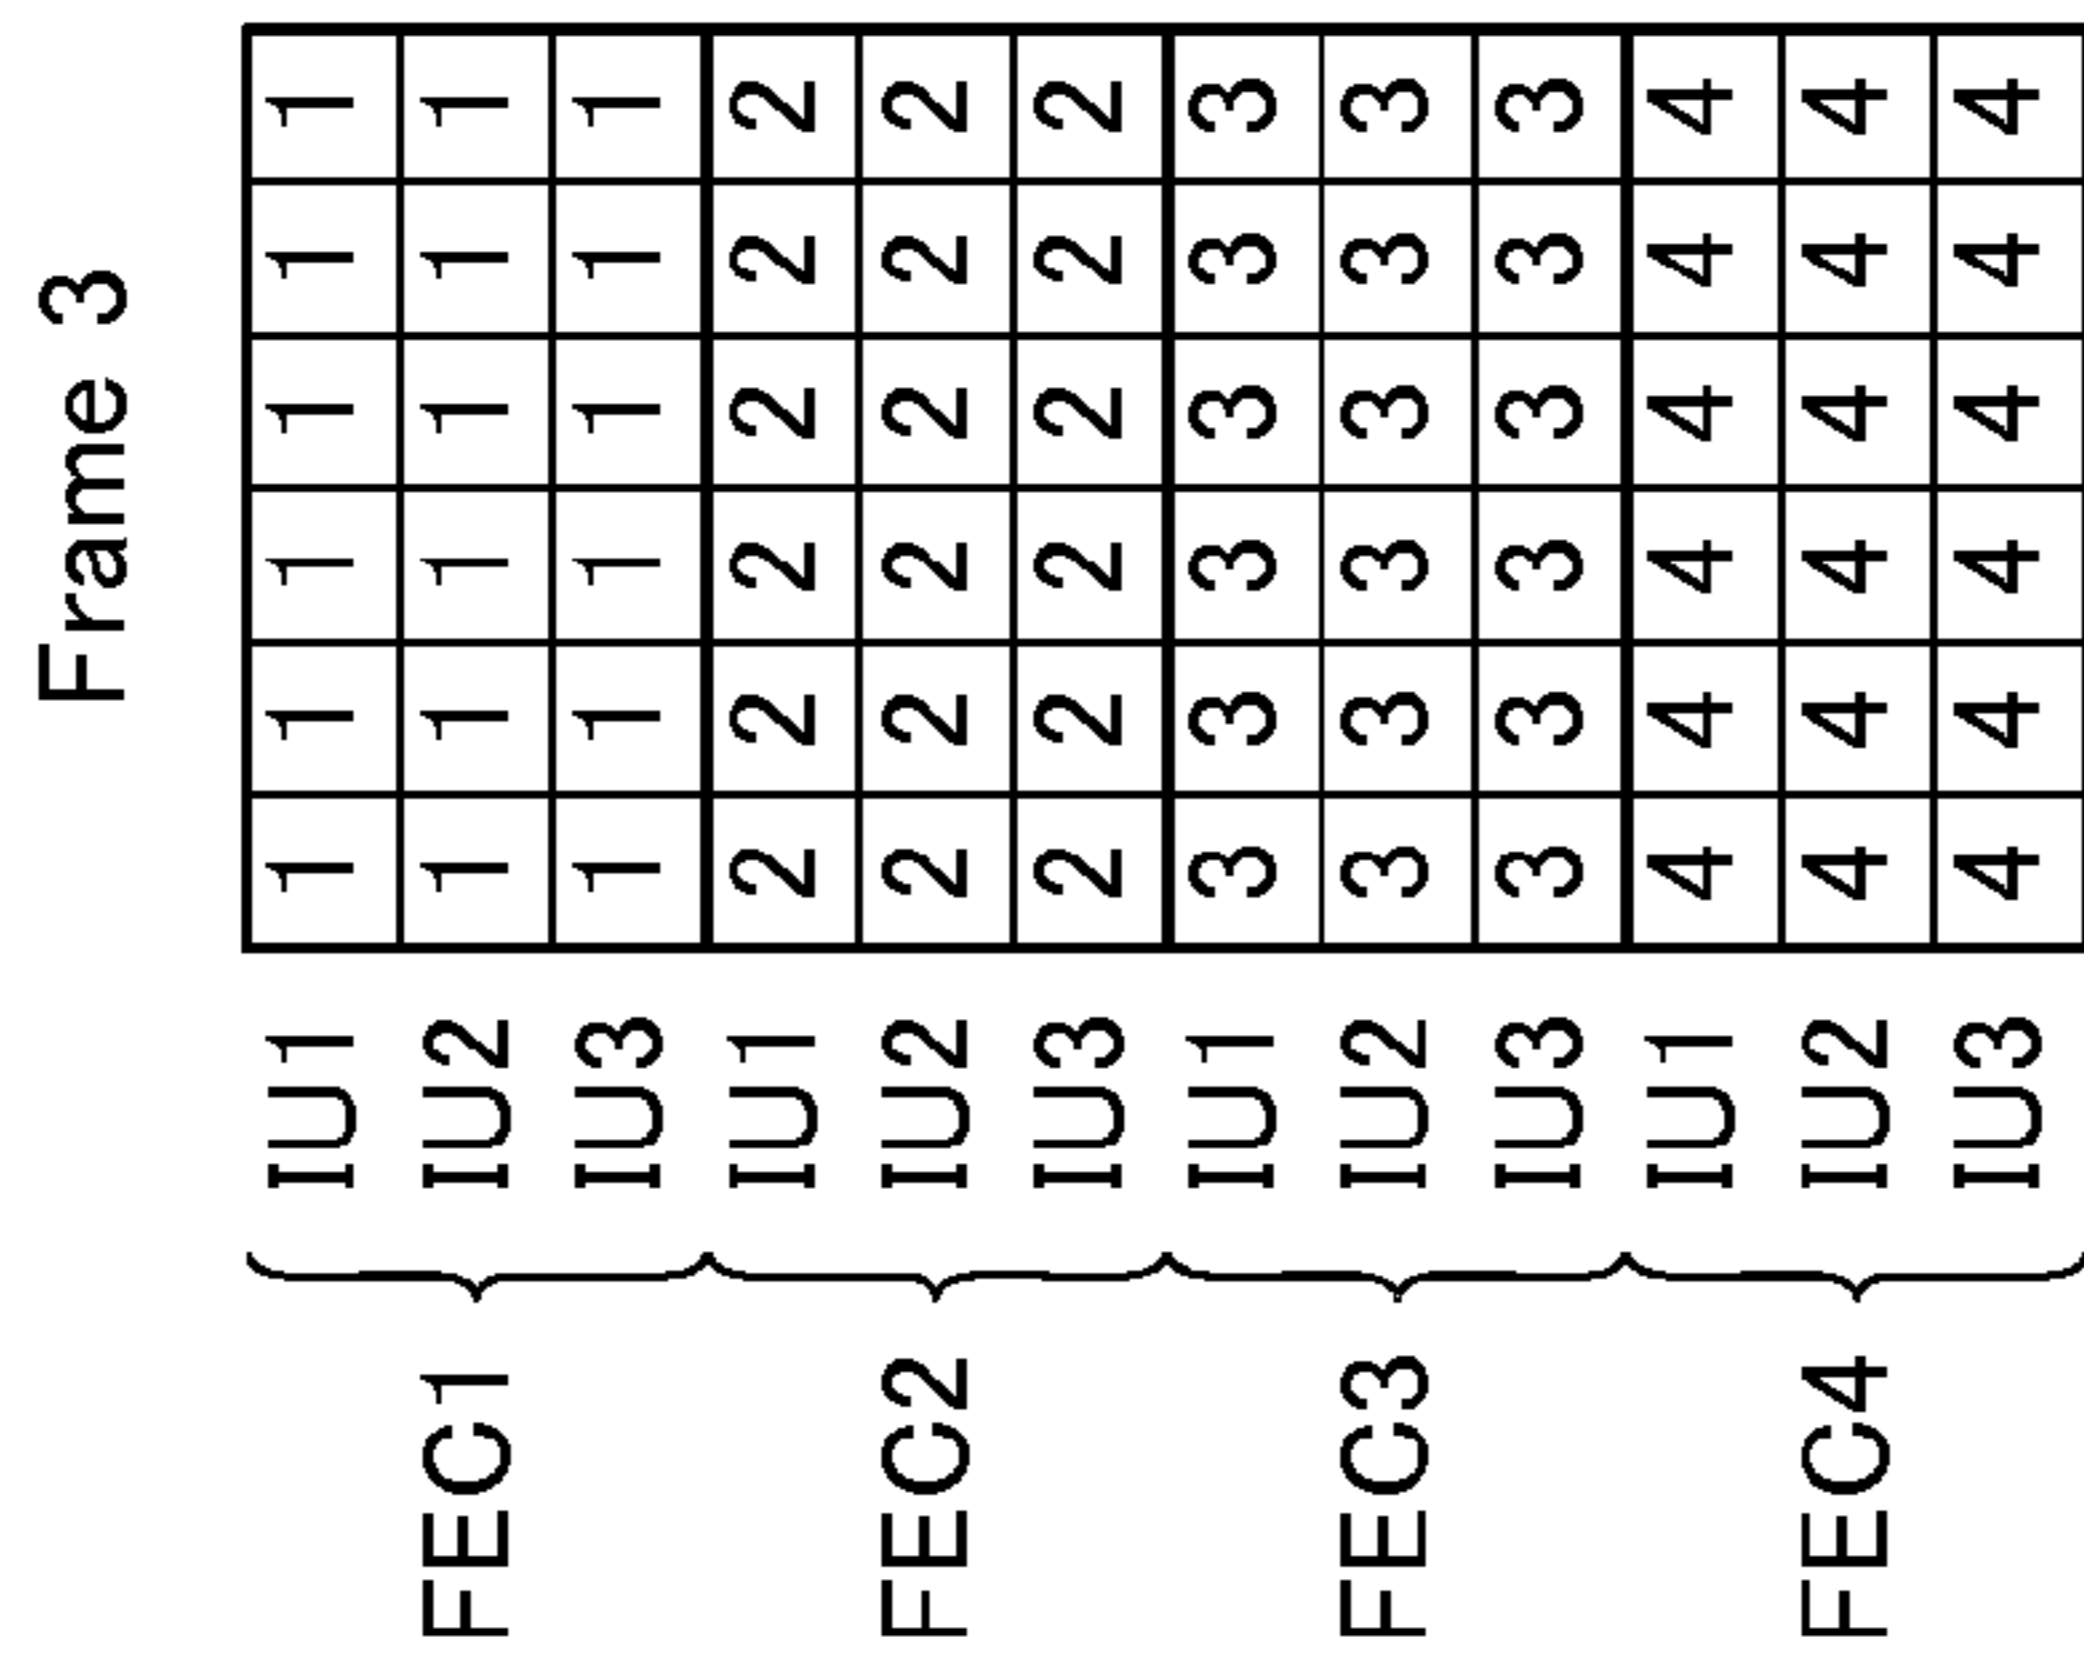 Frame 3
IU1 1 1 1 1 1 1
FEC1 IU2 1 1 1 1 1 1
IU3 1 1 1 1 1 1
IU1 2 2 2 2 2 2
FEC2 IU2 2 2 2 2 2 2
IU3 2 2 2 2 2 2
IU1 3 3 3 3 3 3
FEC3 IU2 3 3 3 3 3 3
IU3 3 3 3 3 3 3
IU1 4 4 4 4 4 4
FEC4 IU2 4 4 4 4 4 4
IU3 4 4 4 4 4 4